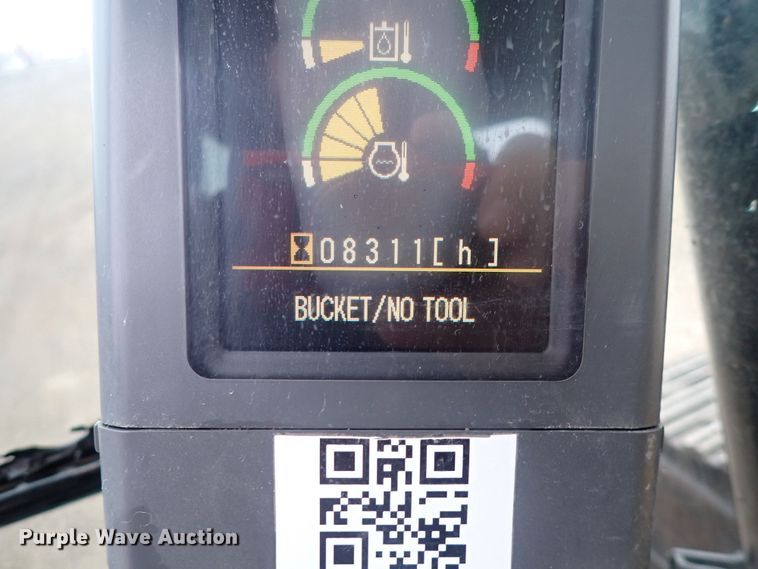 08311[h]
BUCKET/NO TOOL
Purple Wave Auction